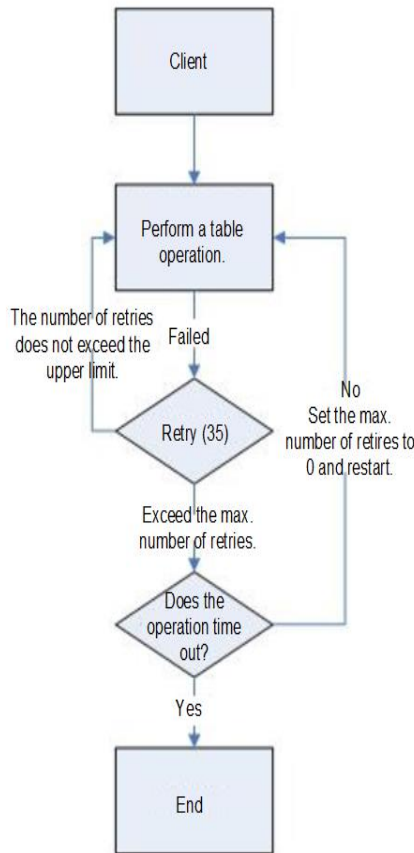 Client
Perform a table
operation.
The number of retries
does not exceed the
upper limit.
Failed
No
Set the max.
number of retires to
0 and restart.
Retry (35)
Exceed the max.
number of retries.
Does the
operation time
out?
Yes
End